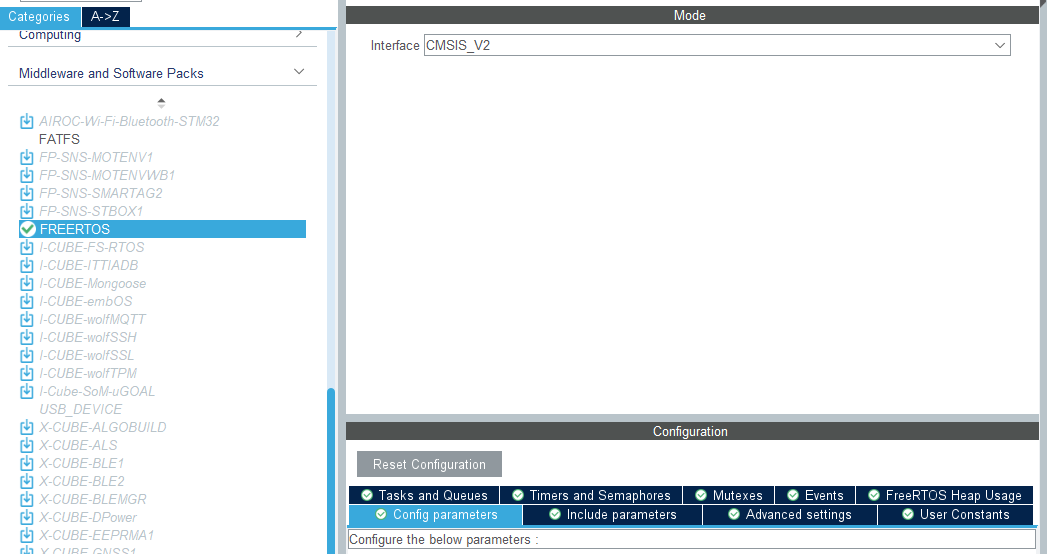 Categories
A->Z
Computing
Middleware and Software Packs
AIROC-Wi-Fi-Bluetooth-STM32
FATFS
FP-SNS-MOTENV1
FP-SNS-MOTENVWB1
FP-SNS-SMARTAG2
FP-SNS-STBOX1
FREERTOS
I-CUBE-FS-RTOS
I-CUBE-ITTIADB
I-CUBE-Mongoose
I-CUBE-embOS
I-CUBE-wolfMQTT
I-CUBE-wolfSSH
I-CUBE-wolfSSL
I-CUBE-wolfTPM
I-Cube-SoM-uGOAL
USB_DEVICE
X-CUBE-ALGOBUILD
X-CUBE-ALS
X-CUBE-BLE1
X-CUBE-BLE2
X-CUBE-BLEMGR
X-CUBE-DPower
X-CUBE-EEPRMA1
X-CUBE-GNSS1
Mode
Interface CMSIS_V2
Configuration
Reset Configuration
Tasks and Queues
Timers and Semaphores
Mutexes
Events
FreeRTOS Heap Usage
Config parameters
Include parameters
Advanced settings
User Constants
Configure the below parameters :